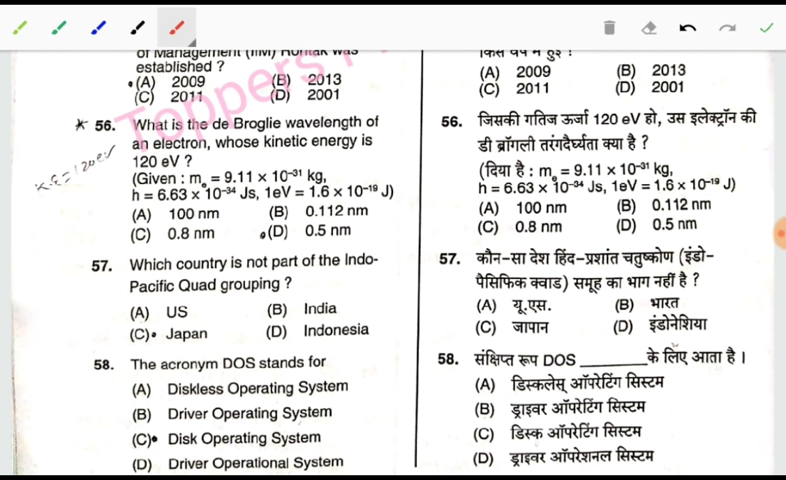 of Management (IIM) Rohtak was
established ?
(A) 2009 (B) 2013
(C) 2011 (D) 2001
56. What is the de Broglie wavelength of
an electron, whose kinetic energy is
120 eV ?
(Given : mₑ = 9.11 × 10⁻³¹ kg,
h = 6.63 × 10⁻³⁴ Js, 1eV = 1.6 × 10⁻¹⁹ J)
(A) 100 nm (B) 0.112 nm
(C) 0.8 nm (D) 0.5 nm
K.E = 120 eV
57. Which country is not part of the Indo-
Pacific Quad grouping ?
(A) US (B) India
(C) Japan (D) Indonesia
58. The acronym DOS stands for
(A) Diskless Operating System
(B) Driver Operating System
(C) Disk Operating System
(D) Driver Operational System
Toppers
किस वर्ष में हुई ?
(A) 2009 (B) 2013
(C) 2011 (D) 2001
56. जिसकी गतिज ऊर्जा 120 eV हो, उस इलेक्ट्रॉन की
डी ब्रॉगली तरंगदैर्घ्यता क्या है ?
(दिया है : mₑ = 9.11 × 10⁻³¹ kg,
h = 6.63 × 10⁻³⁴ Js, 1eV = 1.6 × 10⁻¹⁹ J)
(A) 100 nm (B) 0.112 nm
(C) 0.8 nm (D) 0.5 nm
57. कौन-सा देश हिंद-प्रशांत चतुष्कोण (इंडो-
पैसिफिक क्वाड) समूह का भाग नहीं है ?
(A) यू.एस. (B) भारत
(C) जापान (D) इंडोनेशिया
58. संक्षिप्त रूप DOS ________के लिए आता है ।
(A) डिस्कलेस् ऑपरेटिंग सिस्टम
(B) ड्राइवर ऑपरेटिंग सिस्टम
(C) डिस्क ऑपरेटिंग सिस्टम
(D) ड्राइवर ऑपरेशनल सिस्टम